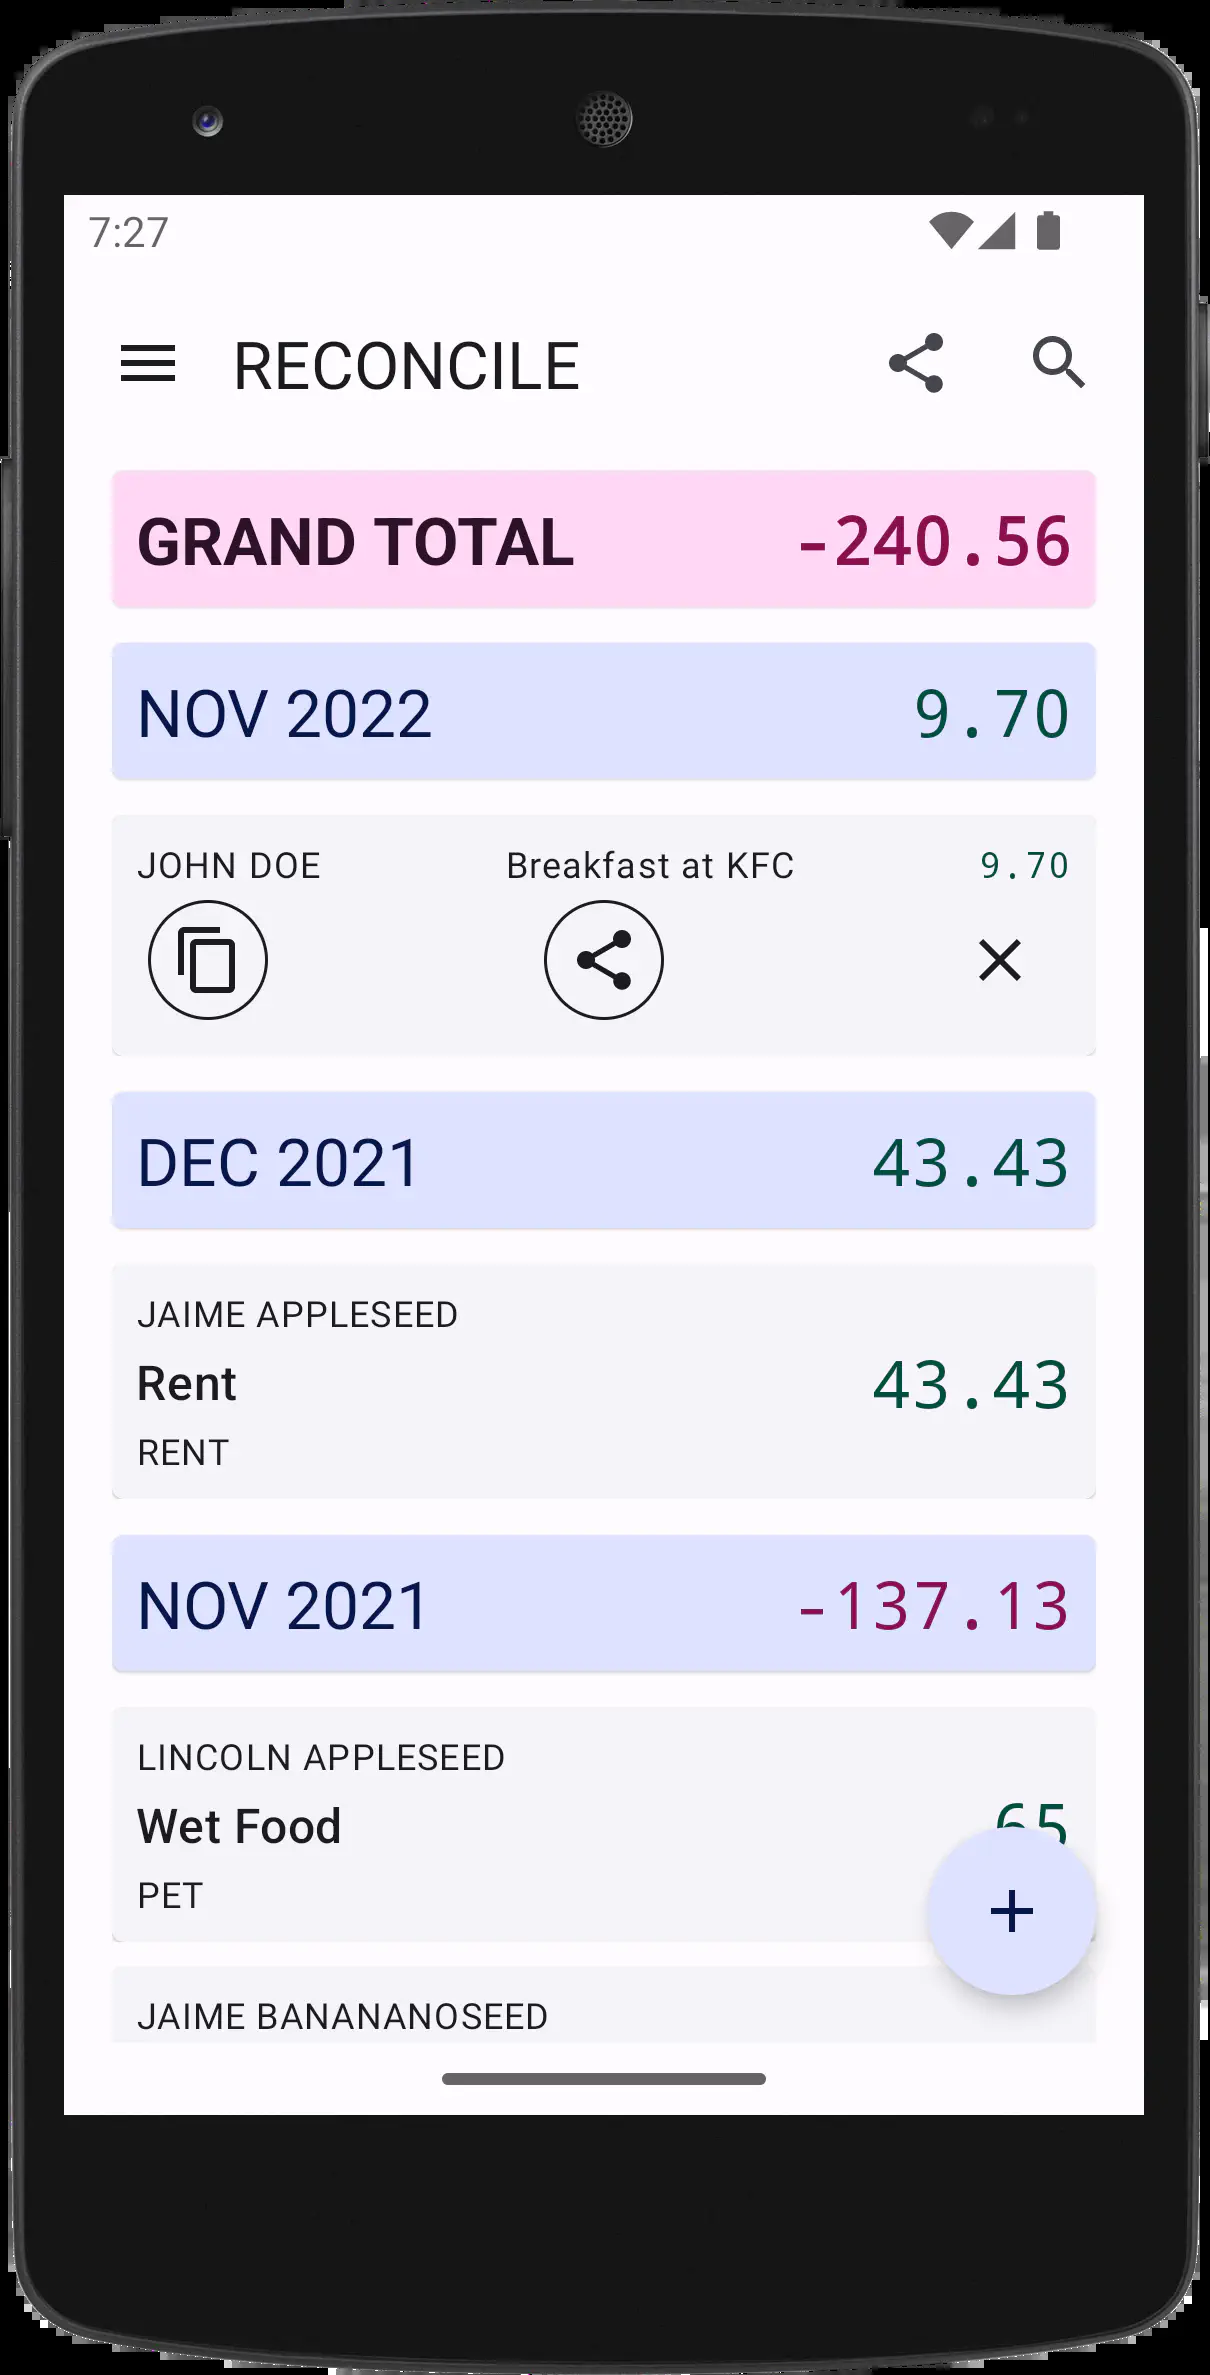 7:27
RECONCILE
GRAND TOTAL -240.56
NOV 2022 9.70
JOHN DOE Breakfast at KFC 9.70
DEC 2021 43.43
JAIME APPLESEED
Rent 43.43
RENT
NOV 2021 -137.13
LINCOLN APPLESEED
Wet Food 65
PET
JAIME BANANANOSEED